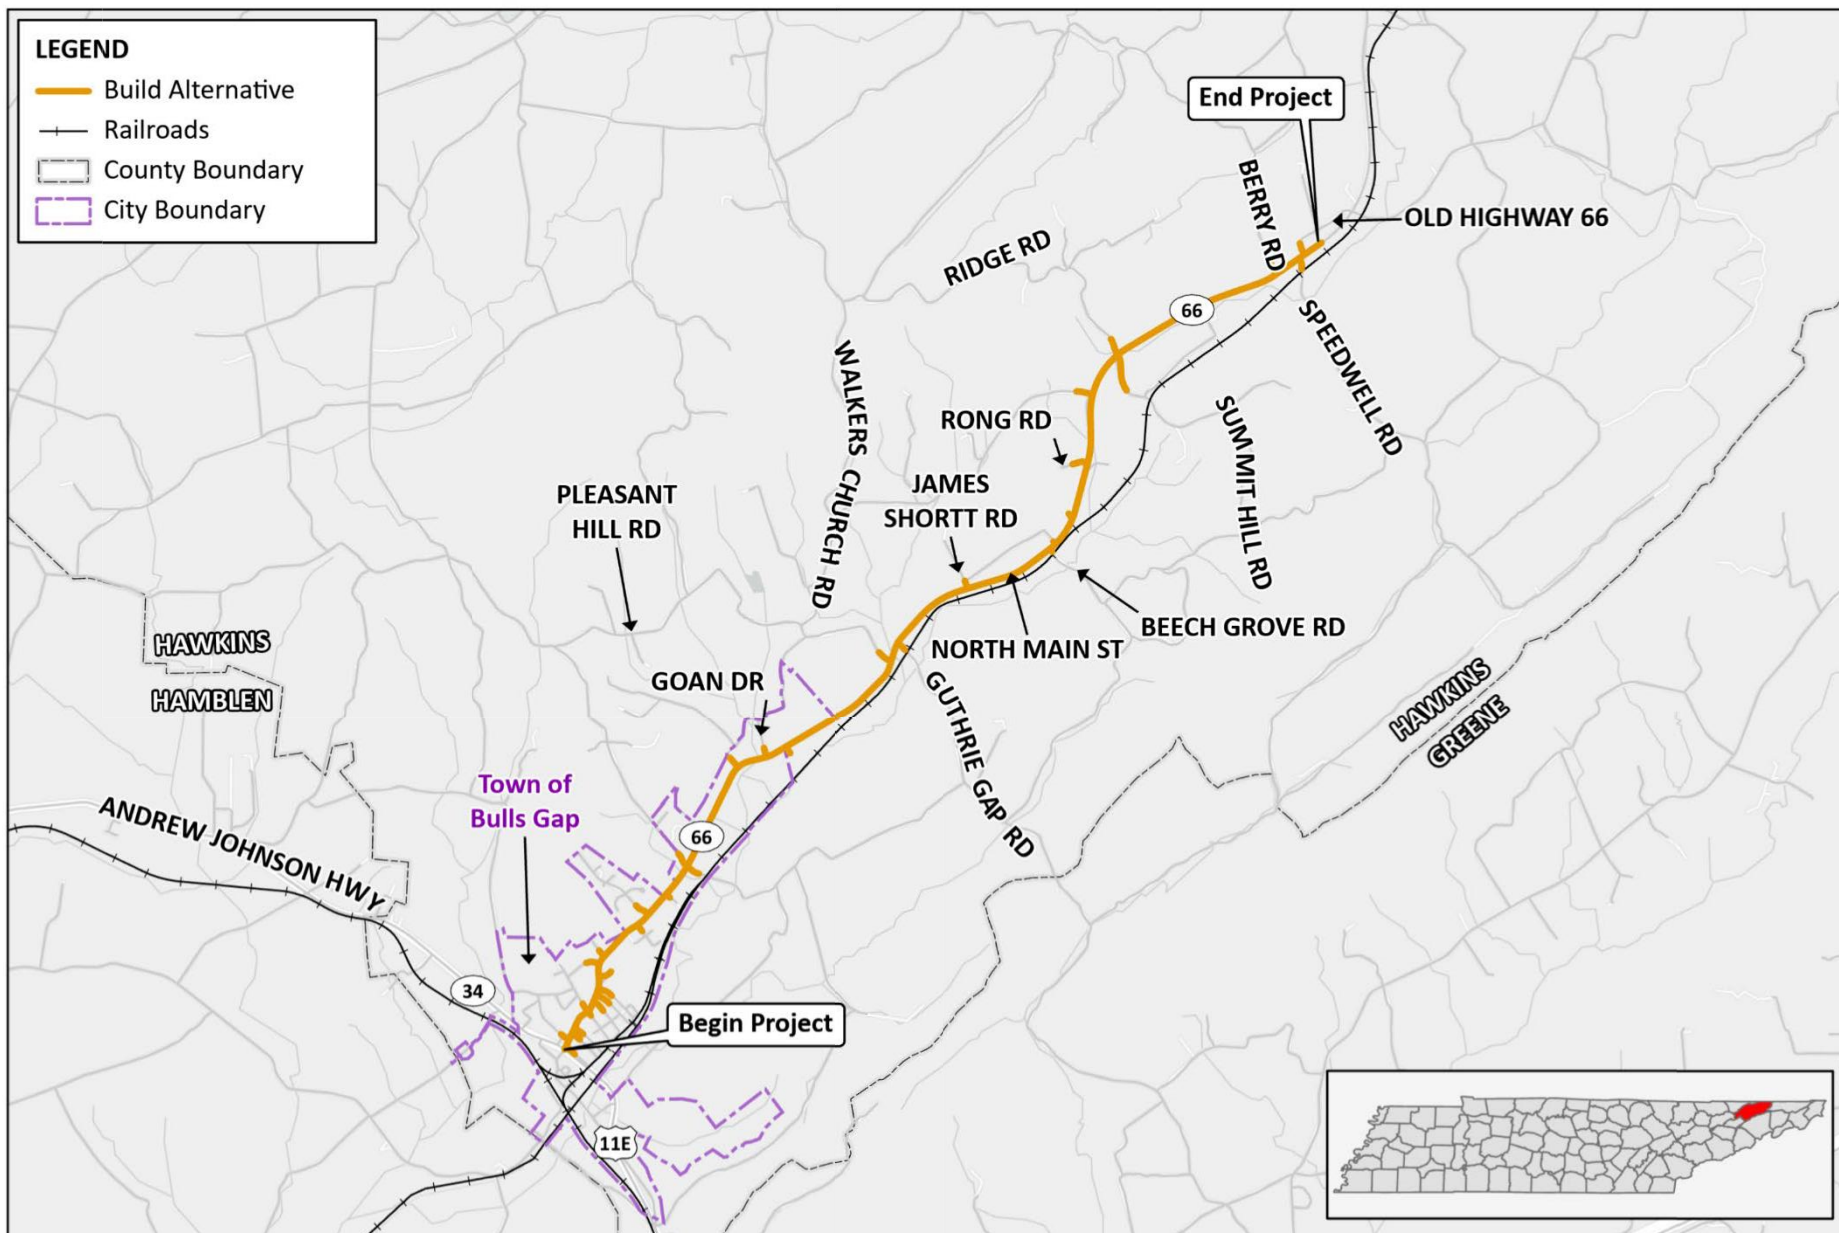 LEGEND
Build Alternative
Railroads
County Boundary
City Boundary
End Project
BERRY RD
OLD HIGHWAY 66
RIDGE RD
66
SPEEDWELL RD
WALKERS CHURCH RD
RONG RD
SUMMIT HILL RD
JAMES
SHORTT RD
PLEASANT
HILL RD
BEECH GROVE RD
NORTH MAIN ST
HAWKINS
HAMBLEN
GOAN DR
GUTHRIE GAP RD
HAWKINS
GREENE
Town of
Bulls Gap
ANDREW JOHNSON HWY
66
34
Begin Project
11E